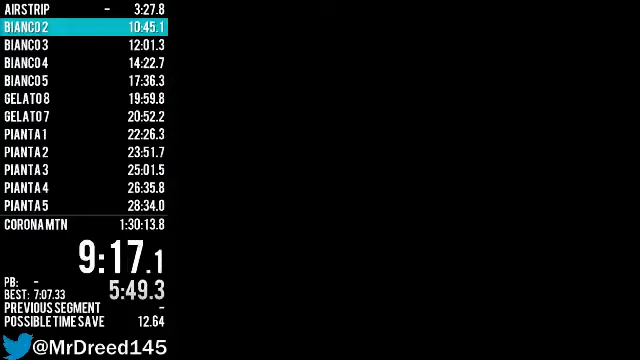 AIRSTRIP - 3:27.8
BIANCO 2 10:45.1
BIANCO 3 12:01.3
BIANCO 4 14:22.7
BIANCO 5 17:36.3
GELATO 8 19:59.8
GELATO 7 20:52.2
PIANTA 1 22:26.3
PIANTA 2 23:51.7
PIANTA 3 25:01.5
PIANTA 4 26:35.8
PIANTA 5 28:34.0
CORONA MTN 1:30:13.8
9:17.1
PB: -
BEST: 7:07.33 5:49.3
PREVIOUS SEGMENT -
POSSIBLE TIME SAVE 12.64
@MrDreed145